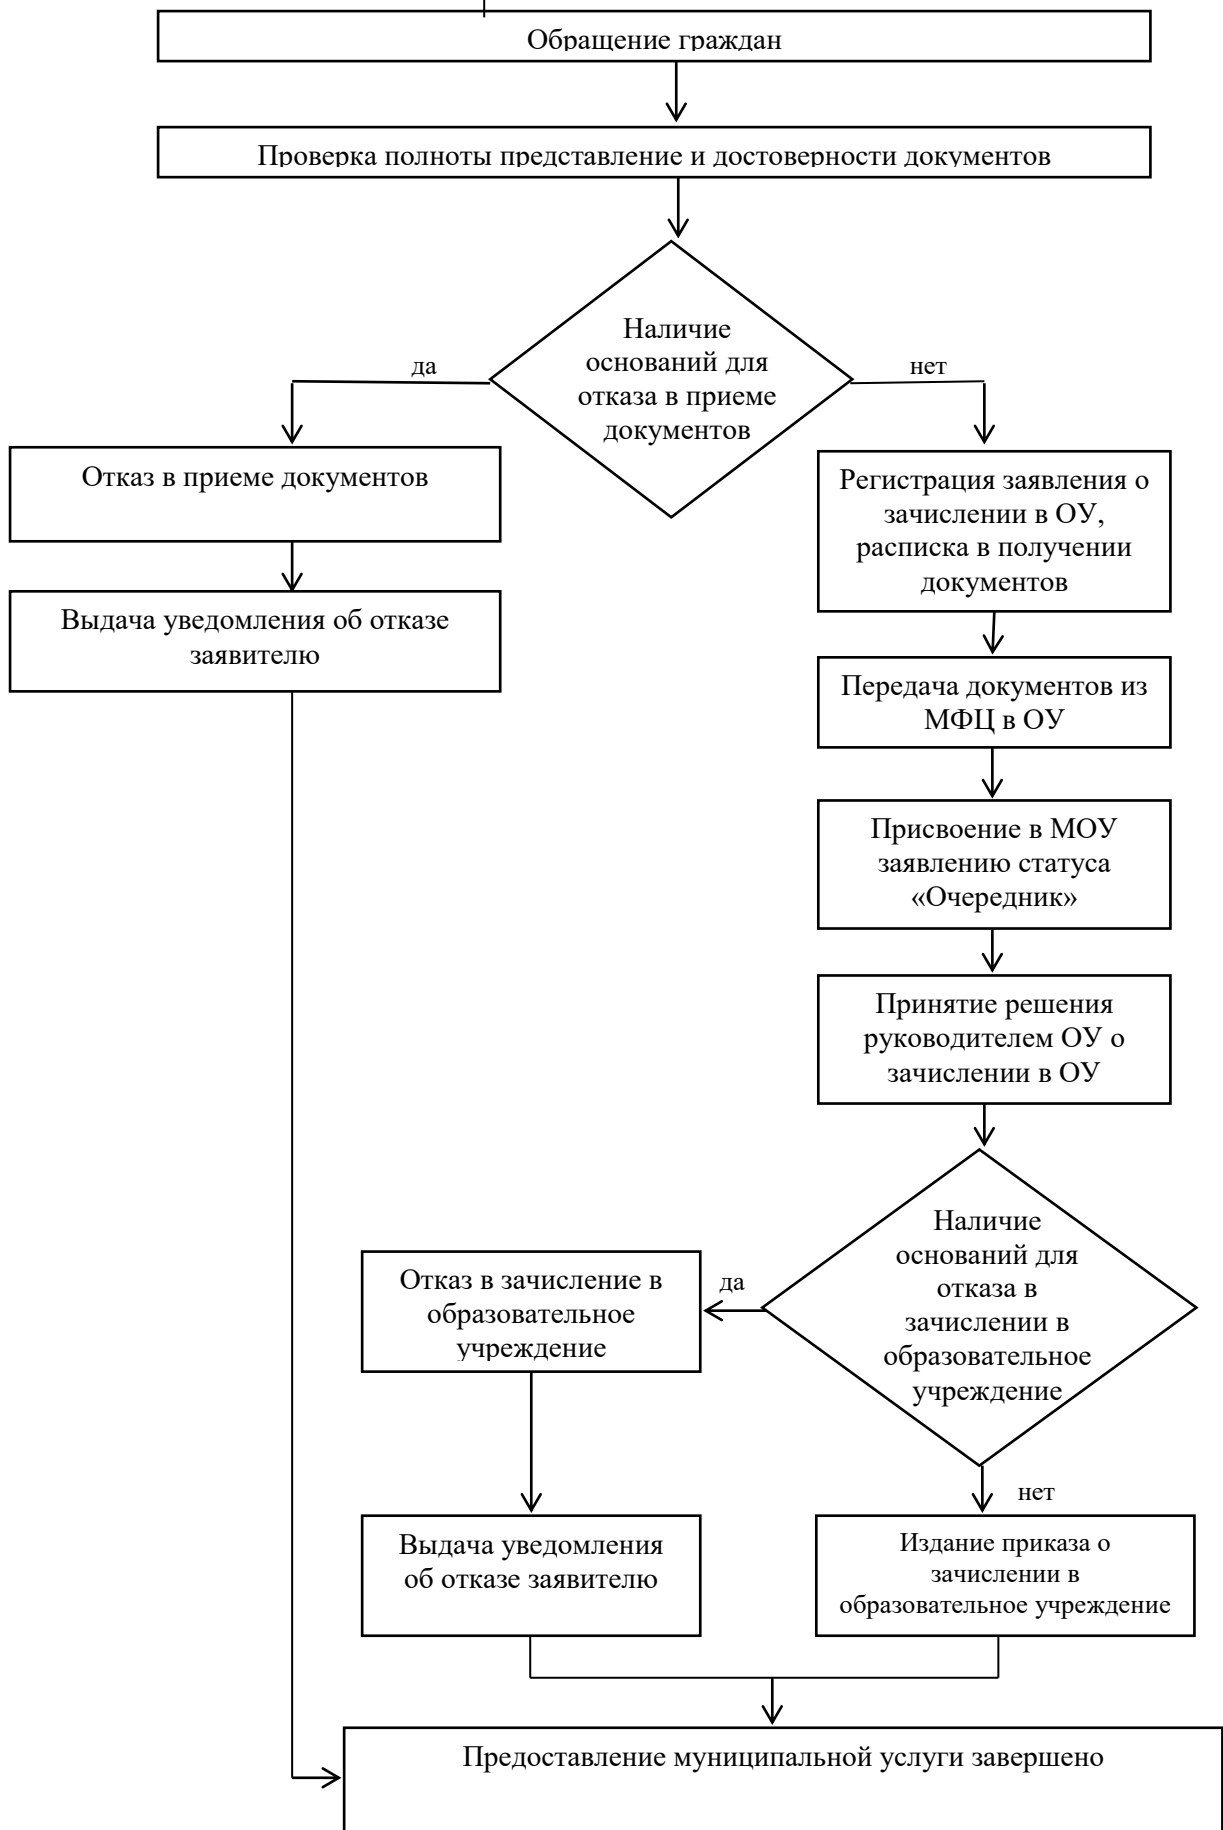 Обращение граждан
Проверка полноты представление и достоверности документов
Наличие
оснований для
отказа в приеме
документов
да
нет
Отказ в приеме документов
Регистрация заявления о
зачислении в ОУ,
расписка в получении
документов
Выдача уведомления об отказе
заявителю
Передача документов из
МФЦ в ОУ
Присвоение в МОУ
заявлению статуса
«Очередник»
Принятие решения
руководителем ОУ о
зачислении в ОУ
Наличие
оснований для
отказа в
зачислении в
образовательное
учреждение
да
Отказ в зачисление в
образовательное
учреждение
нет
Выдача уведомления
об отказе заявителю
Издание приказа о
зачислении в
образовательное учреждение
Предоставление муниципальной услуги завершено